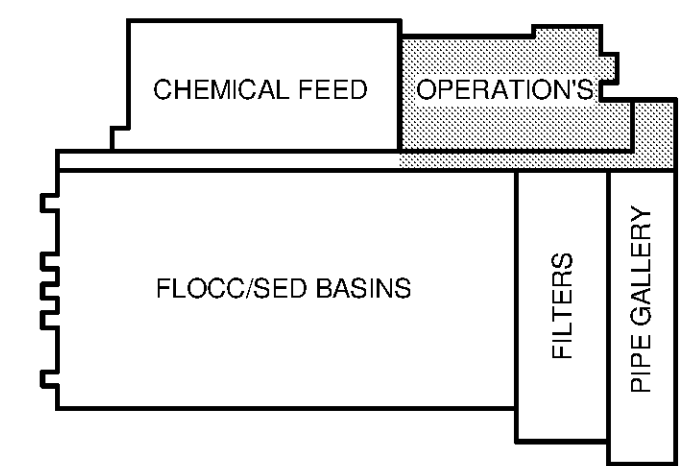 CHEMICAL FEED
OPERATION'S
FLOCC/SED BASINS
FILTERS
PIPE GALLERY